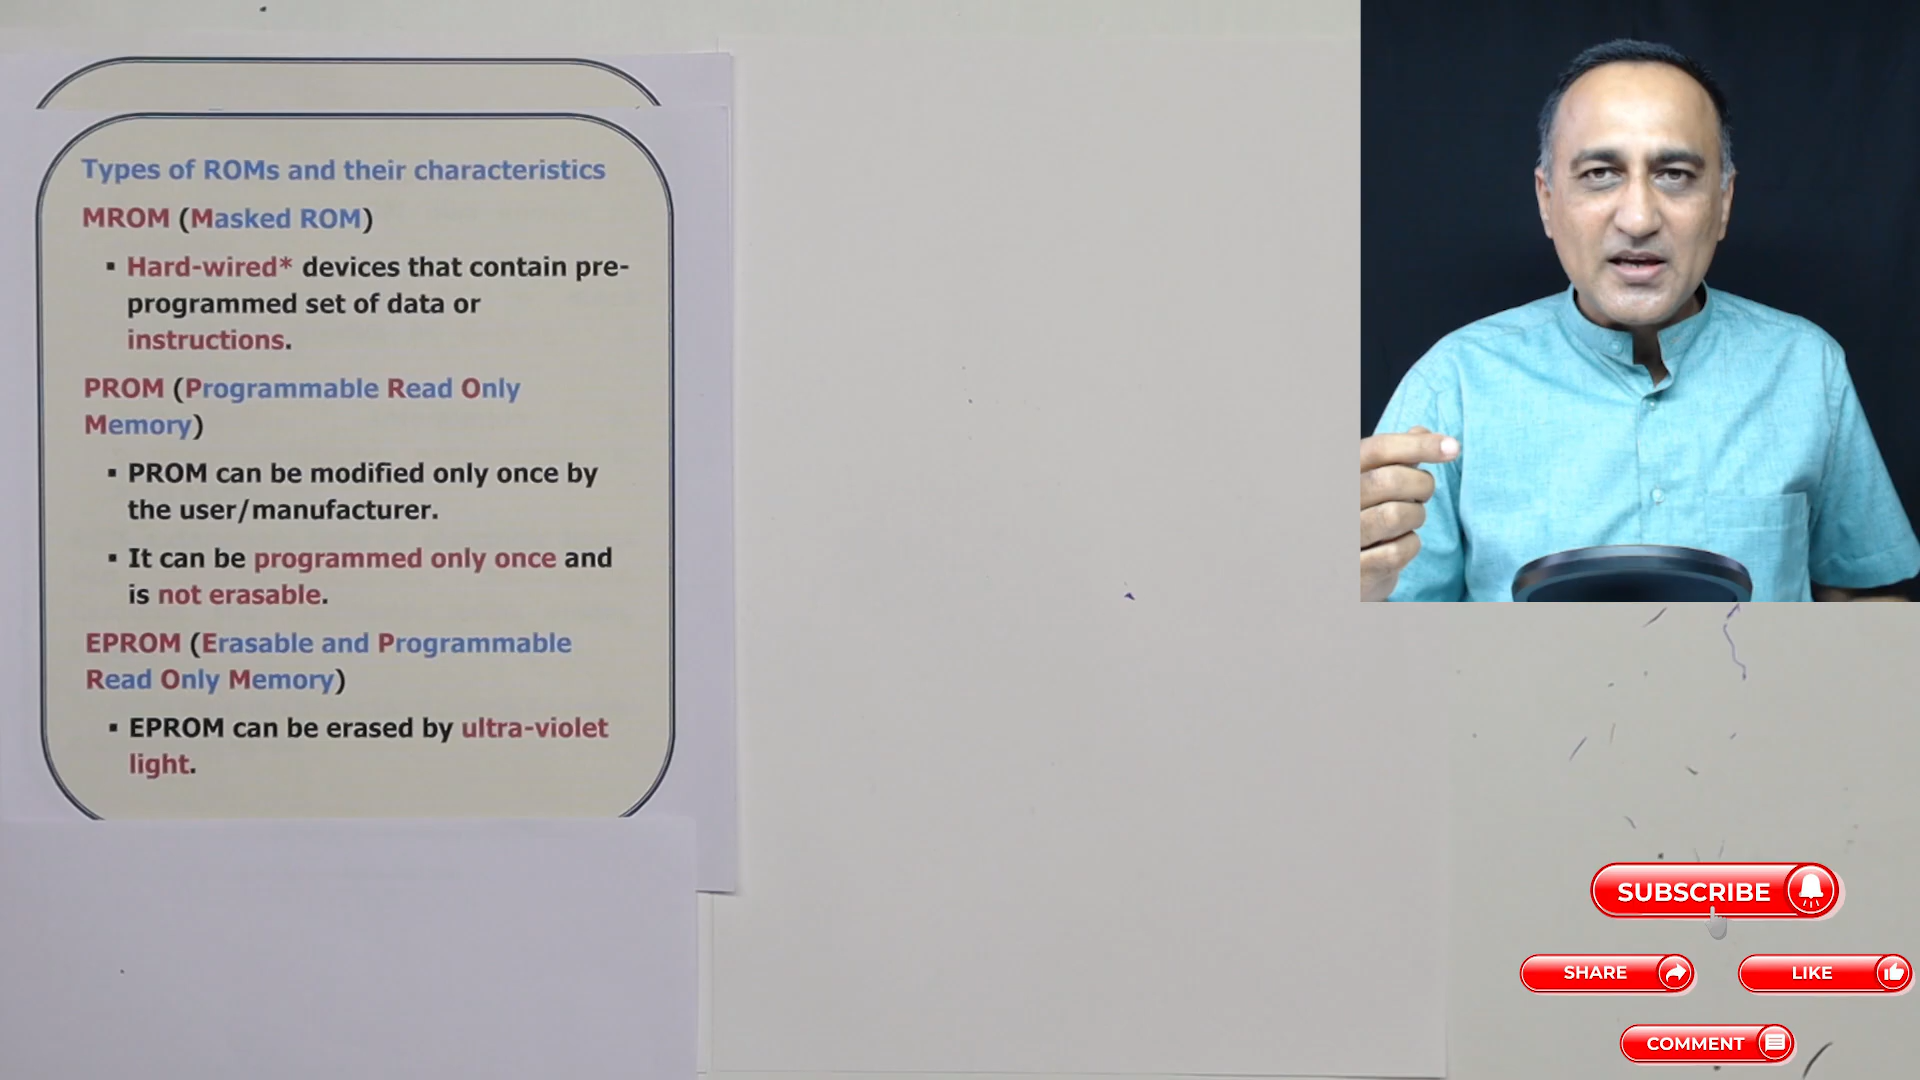 Types of ROMs and their characteristics
MROM (Masked ROM)
▪ Hard-wired* devices that contain pre-
programmed set of data or
instructions.
PROM (Programmable Read Only
Memory)
▪ PROM can be modified only once by
the user/manufacturer.
▪ It can be programmed only once and
is not erasable.
EPROM (Erasable and Programmable
Read Only Memory)
▪ EPROM can be erased by ultra-violet
light.
SUBSCRIBE
SHARE
LIKE
COMMENT